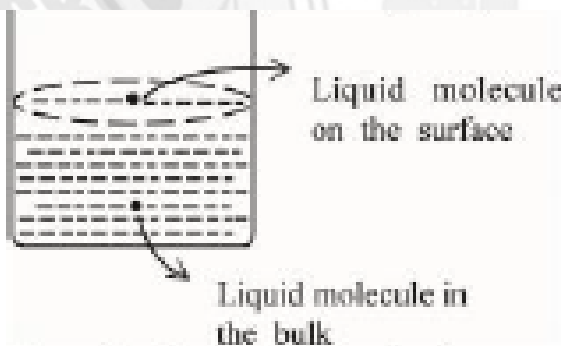 Liquid molecule
on the surface
Liquid molecule in
the bulk